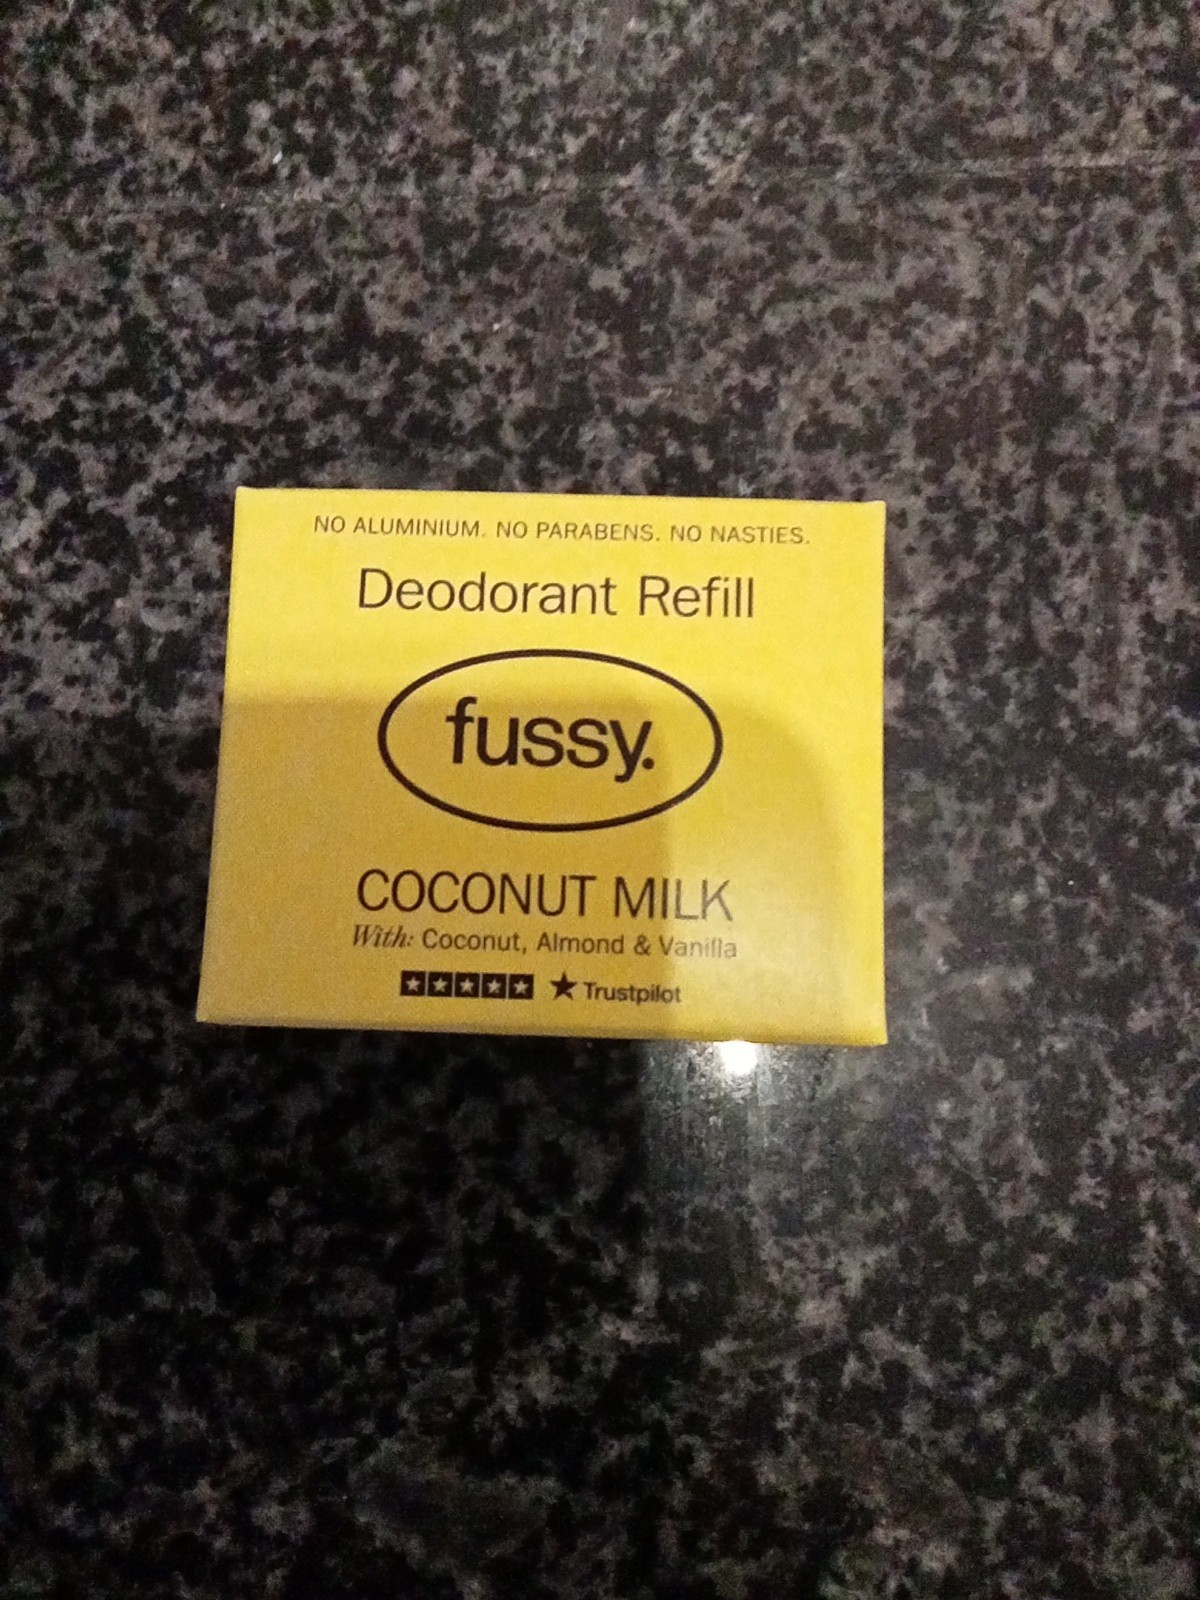 NO ALUMINIUM. NO PARABENS. NO NASTIES.
Deodorant Refill
fussy.
COCONUT MILK
With: Coconut, Almond & Vanilla
Trustpilot